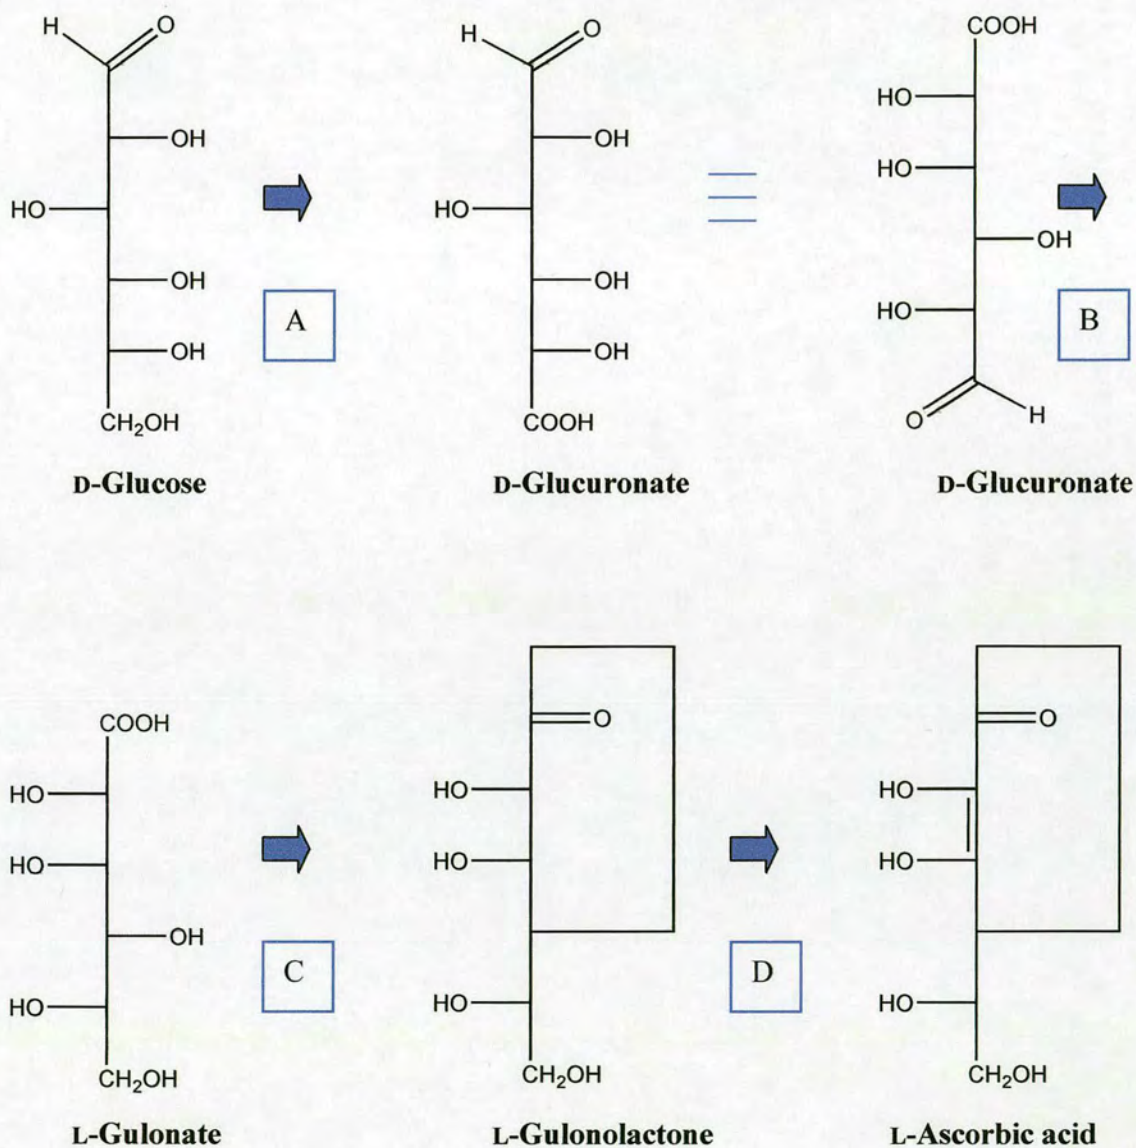 H O
OH
HO
OH
A
OH
CH₂OH
D-Glucose
H O
OH
HO
OH
OH
COOH
D-Glucuronate
COOH
HO
HO
OH
HO
B
O H
D-Glucuronate
COOH
HO
HO
OH
C
HO
CH₂OH
L-Gulonate
O
HO
HO
D
HO
CH₂OH
L-Gulonolactone
O
HO
HO
HO
CH₂OH
L-Ascorbic acid